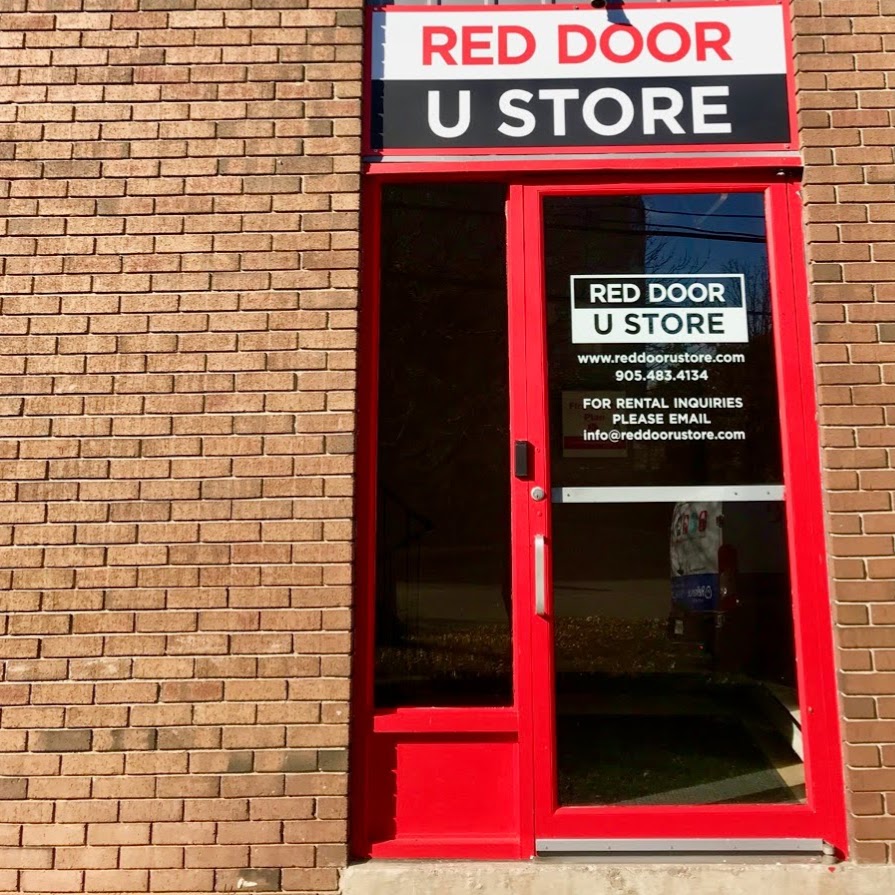 RED DOOR
U STORE
RED DOOR
U STORE
www.reddoorustore.com
905.483.4134
FOR RENTAL INQUIRIES
PLEASE EMAIL
info@reddoorustore.com